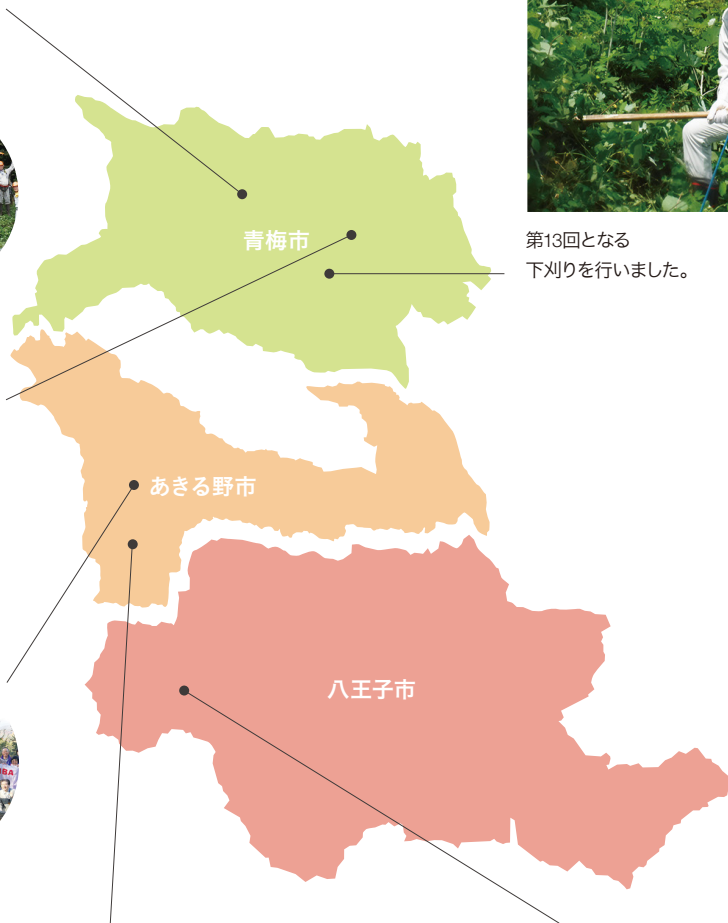 第13回となる
下刈りを行いました。
青梅市
あきる野市
八王子市